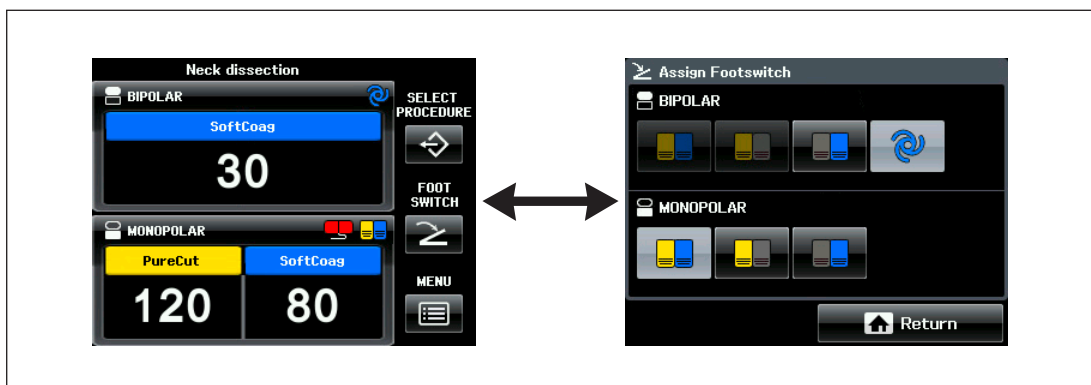 Neck dissection
BIPOLAR
SoftCoag
30
MONOPOLAR
PureCut SoftCoag
120 80
SELECT
PROCEDURE
FOOT
SWITCH
MENU
Assign Footswitch
BIPOLAR
MONOPOLAR
Return